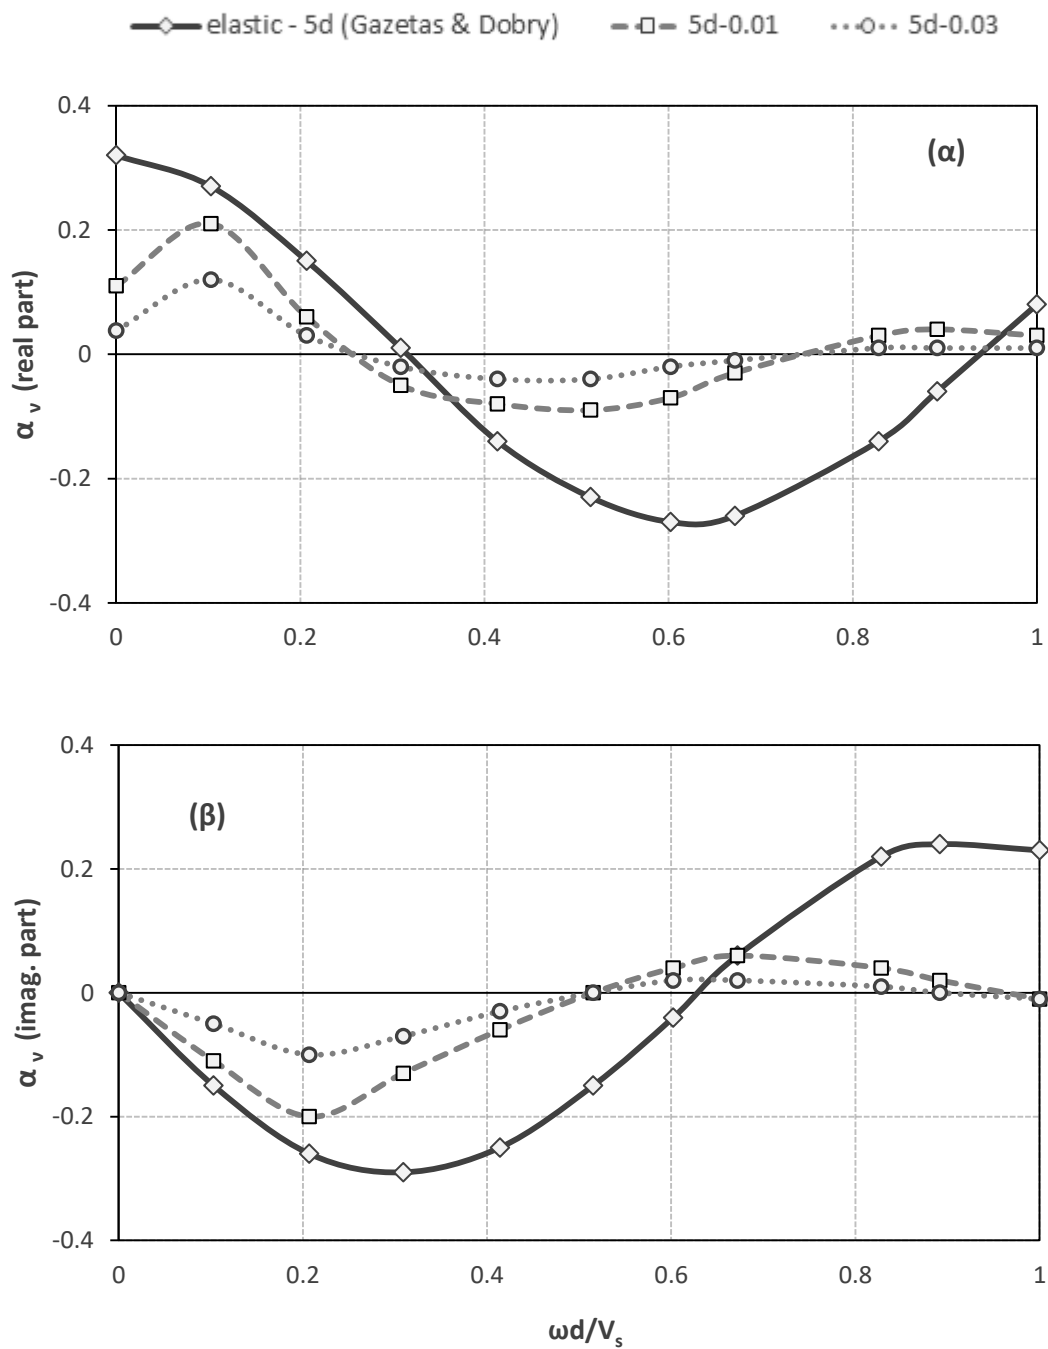 elastic - 5d (Gazetas & Dobry) 5d-0.01 5d-0.03
0.4
(α)
0.2
0
-0.2
-0.4
α v (real part)
0 0.2 0.4 0.6 0.8 1
0.4
(β)
0.2
0
-0.2
-0.4
α v (imag. part)
0 0.2 0.4 0.6 0.8 1
ωd/Vs